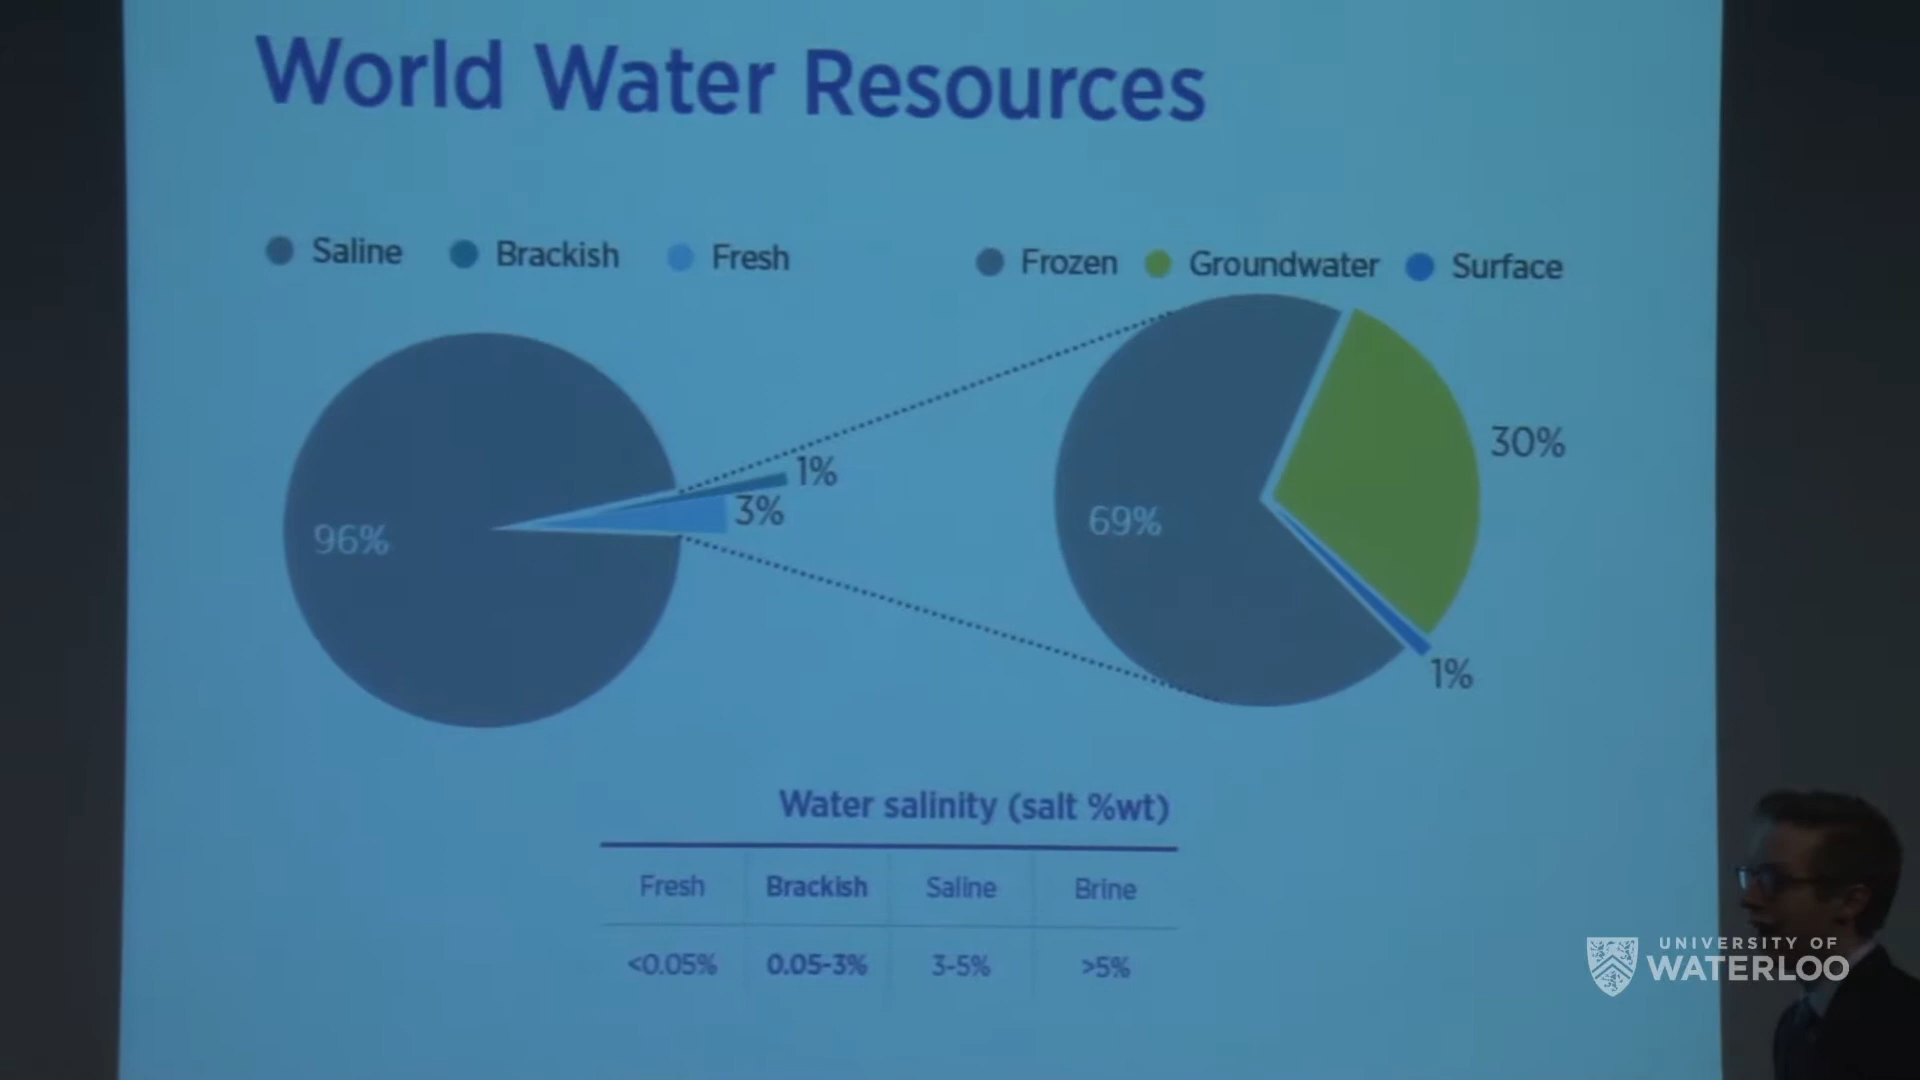 World Water Resources
Saline Brackish Fresh
Frozen Groundwater Surface
96%
1%
3%
69%
30%
1%
Water salinity (salt %wt)
Fresh Brackish Saline Brine
<0.05% 0.05-3% 3-5% >5%
UNIVERSITY OF
WATERLOO